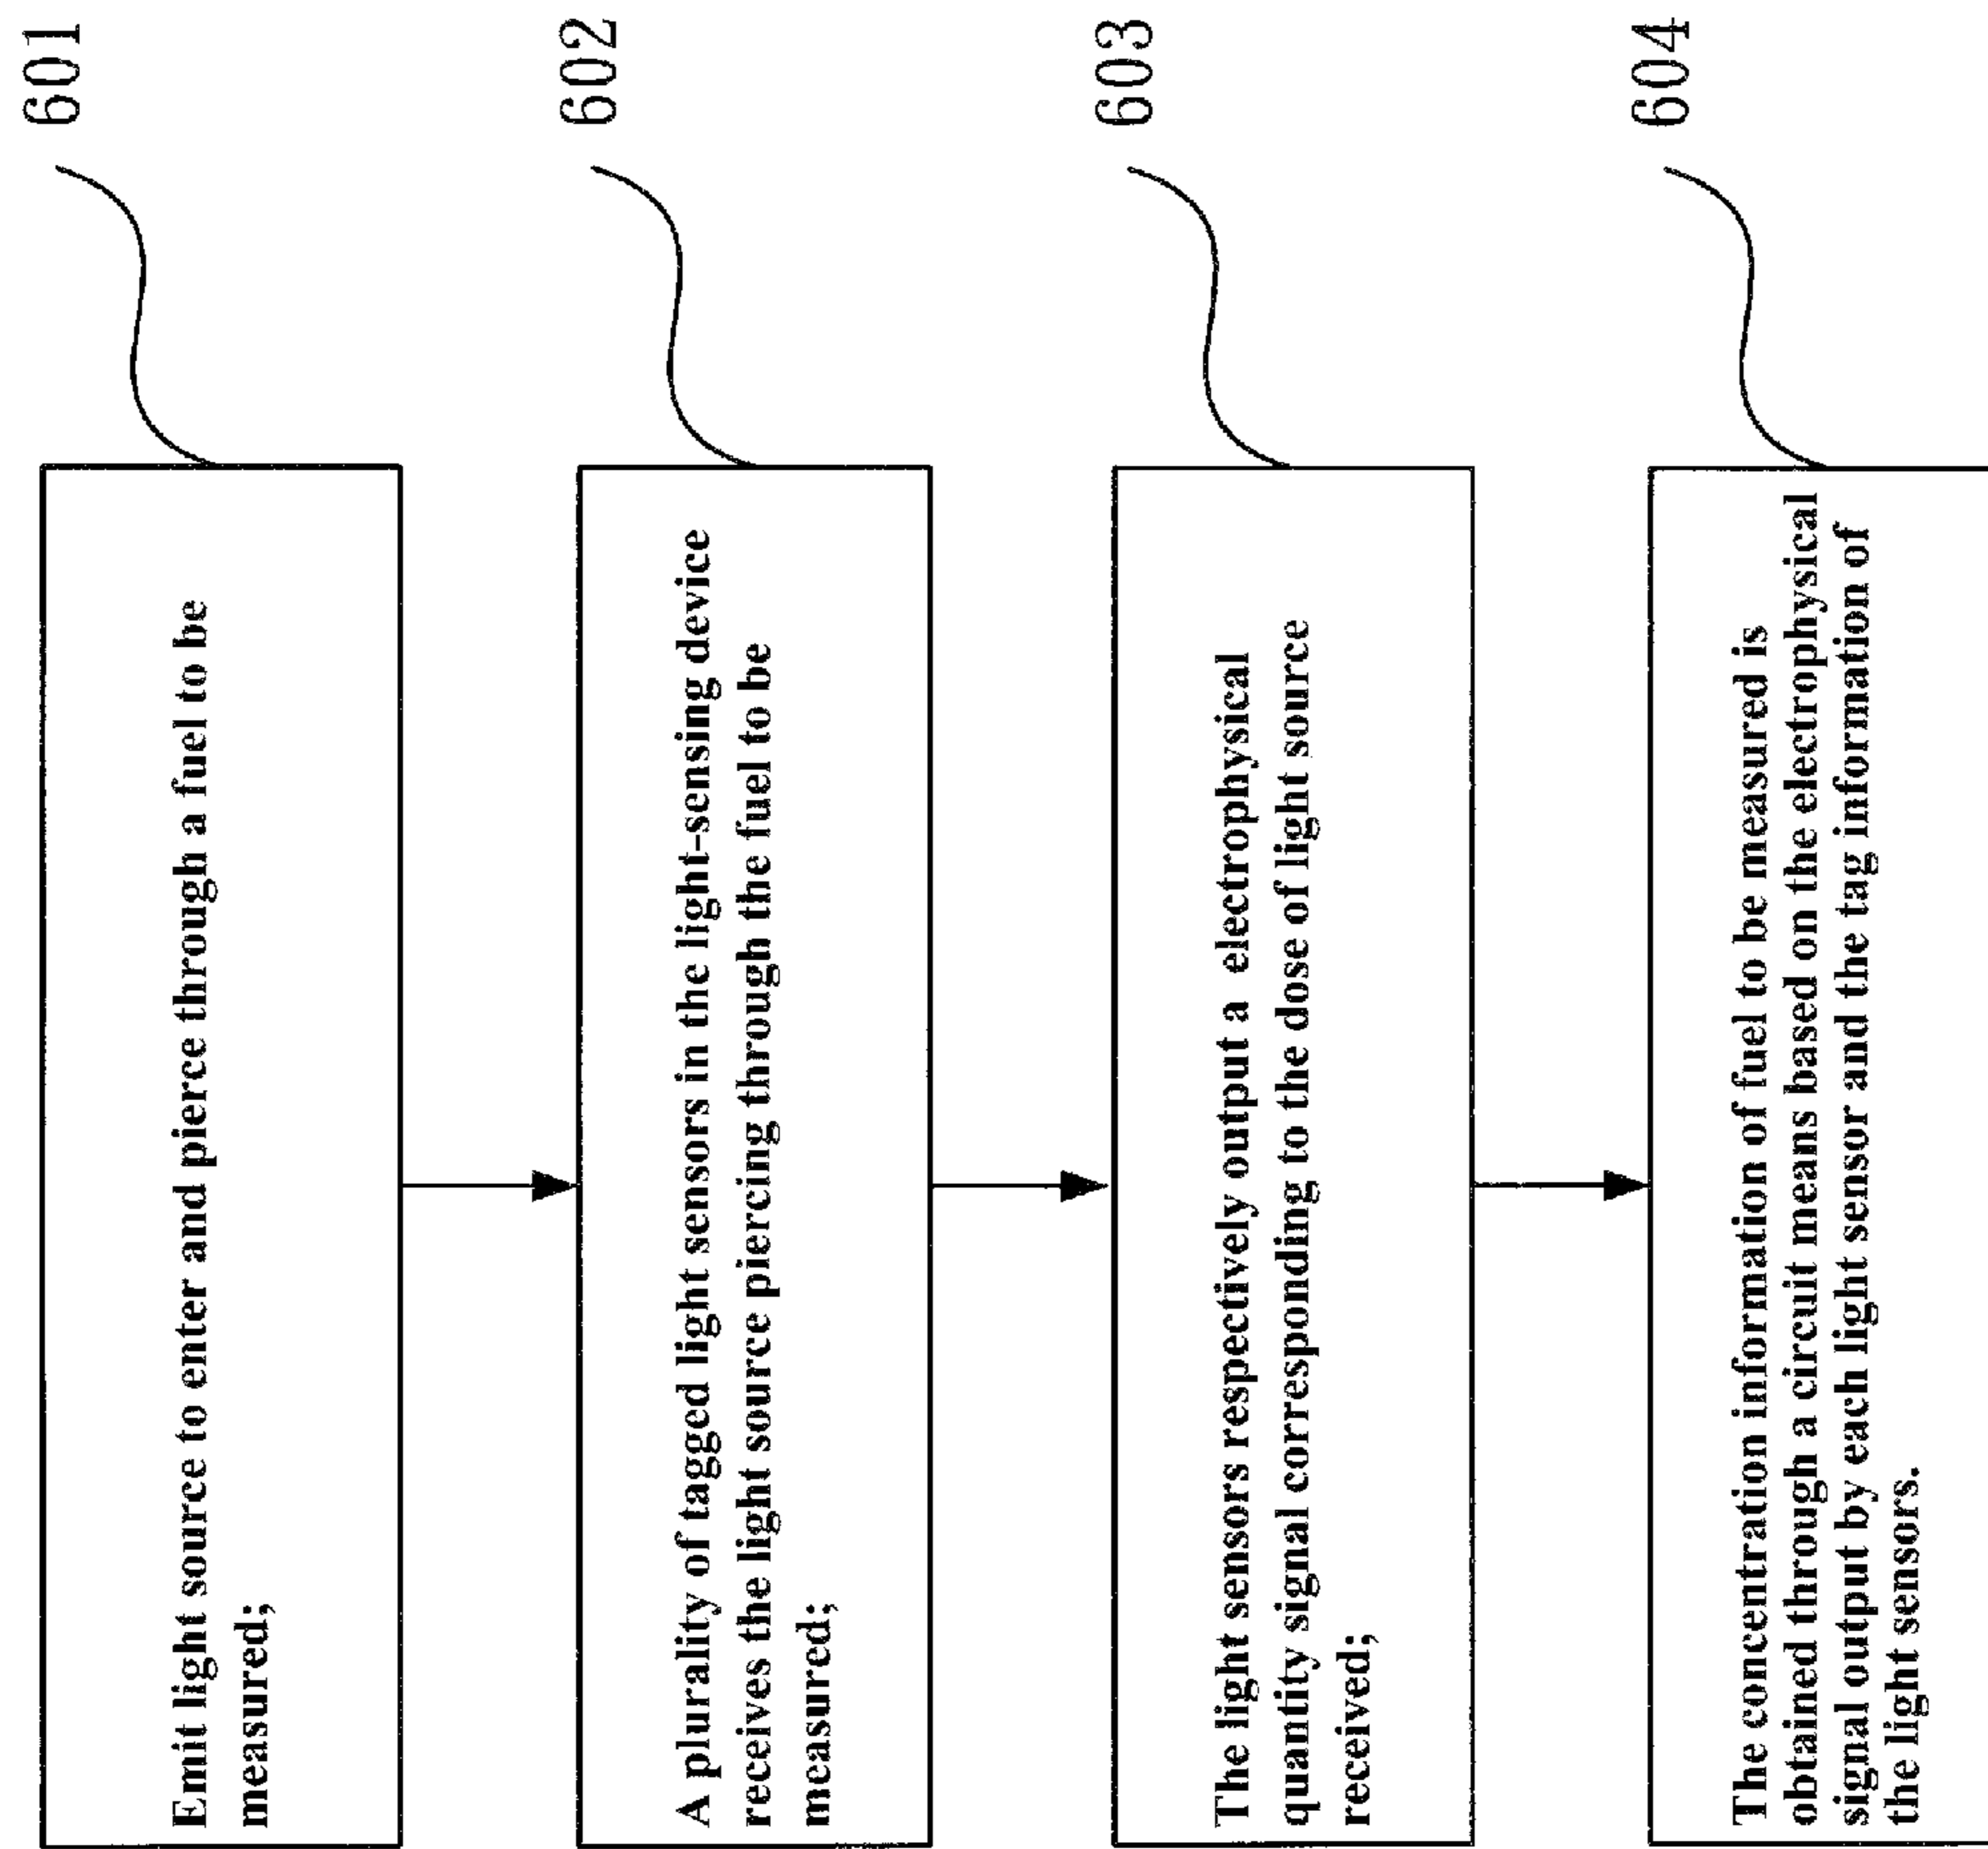 601
Emit light source to enter and pierce through a fuel to be
measured;
602
A plurality of tagged light sensors in the light-sensing device
receives the light source piercing through the fuel to be
measured;
603
The light sensors respectively output a electrophysical
quantity signal corresponding to the dose of light source
received;
604
The concentration information of fuel to be measured is
obtained through a circuit means based on the electrophysical
signal output by each light sensor and the tag information of
the light sensors.